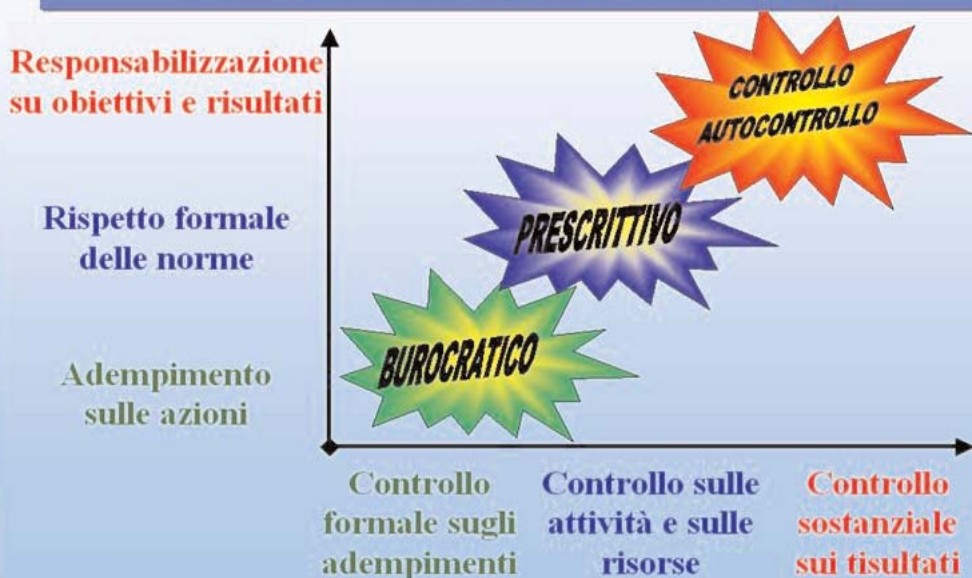 Responsabilizzazione
su obiettivi e risultati
CONTROLLO
AUTOCONTROLLO
Rispetto formale
delle norme
PRESCRITTIVO
Adempimento
sulle azioni
BUROCRATICO
Controllo
formale sugli
adempimenti
Controllo sulle
attività e sulle
risorse
Controllo
sostanziale
sui tisultati